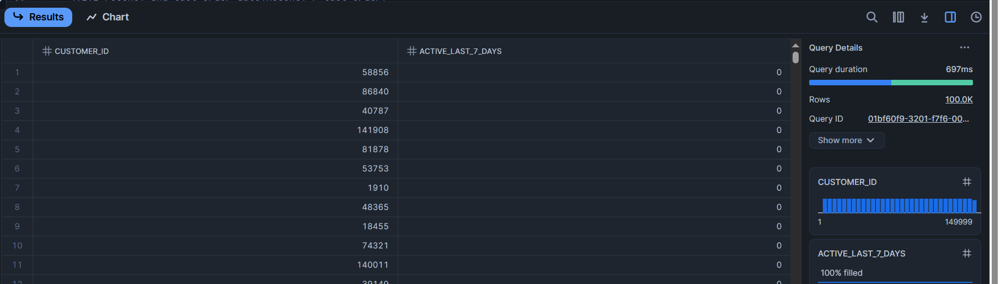 Results
Chart
CUSTOMER_ID ACTIVE_LAST_7_DAYS
1 58856 0
2 86840 0
3 40787 0
4 141908 0
5 81878 0
6 53753 0
7 1910 0
8 48365 0
9 18455 0
10 74321 0
11 140011 0
12 39149 0
Query Details
Query duration 697ms
Rows 100.0K
Query ID 01bf60f9-3201-f7f6-00...
Show more
CUSTOMER_ID
1 149999
ACTIVE_LAST_7_DAYS
100% filled